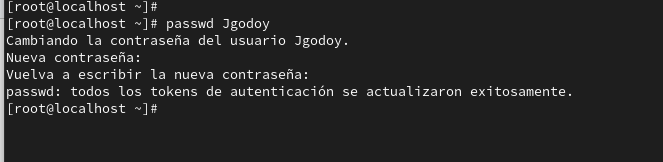 [root@localhost ~]#
[root@localhost ~]# passwd Jgodoy
Cambiando la contraseña del usuario Jgodoy.
Nueva contraseña:
Vuelva a escribir la nueva contraseña:
passwd: todos los tokens de autenticación se actualizaron exitosamente.
[root@localhost ~]#